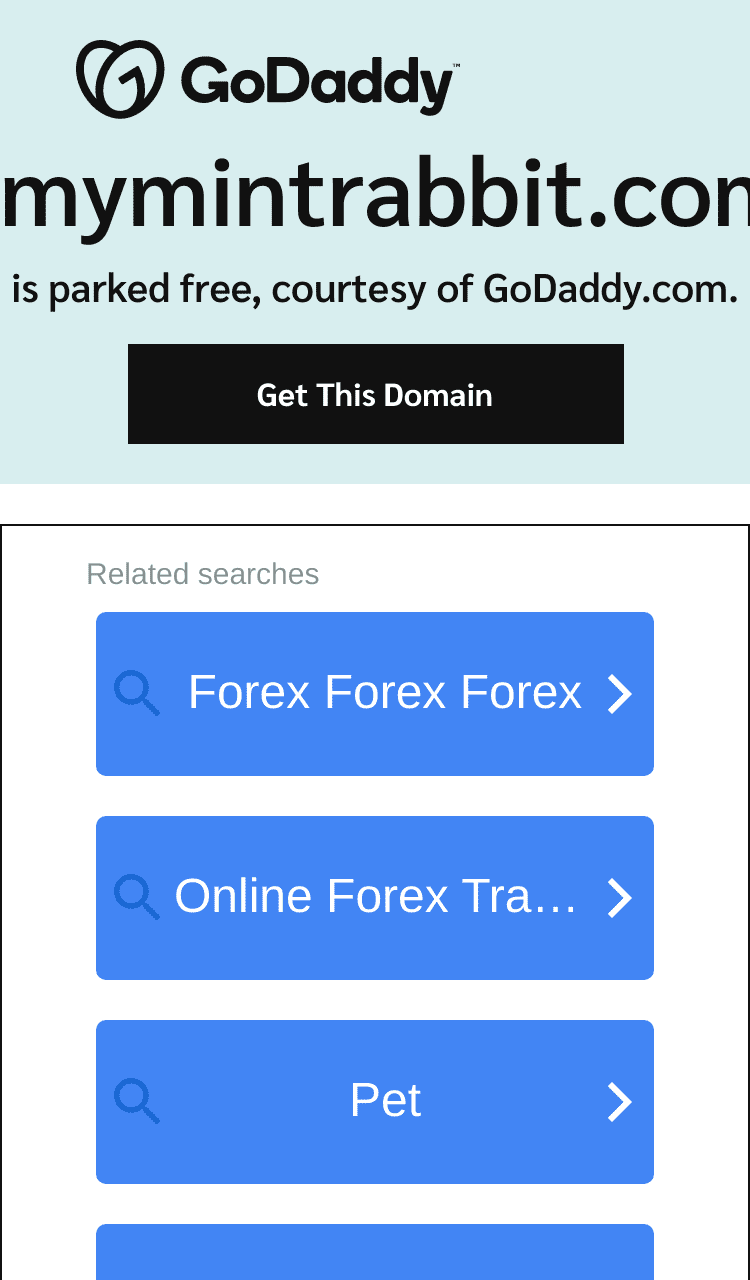 GoDaddy™
mymintrabbit.com
is parked free, courtesy of GoDaddy.com.
Get This Domain
Related searches
Forex Forex Forex
Online Forex Tra…
Pet